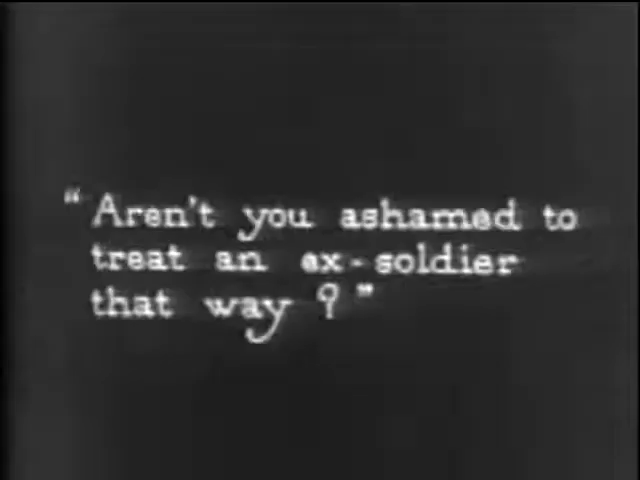 “Aren't you ashamed to
treat an ex-soldier
that way?”